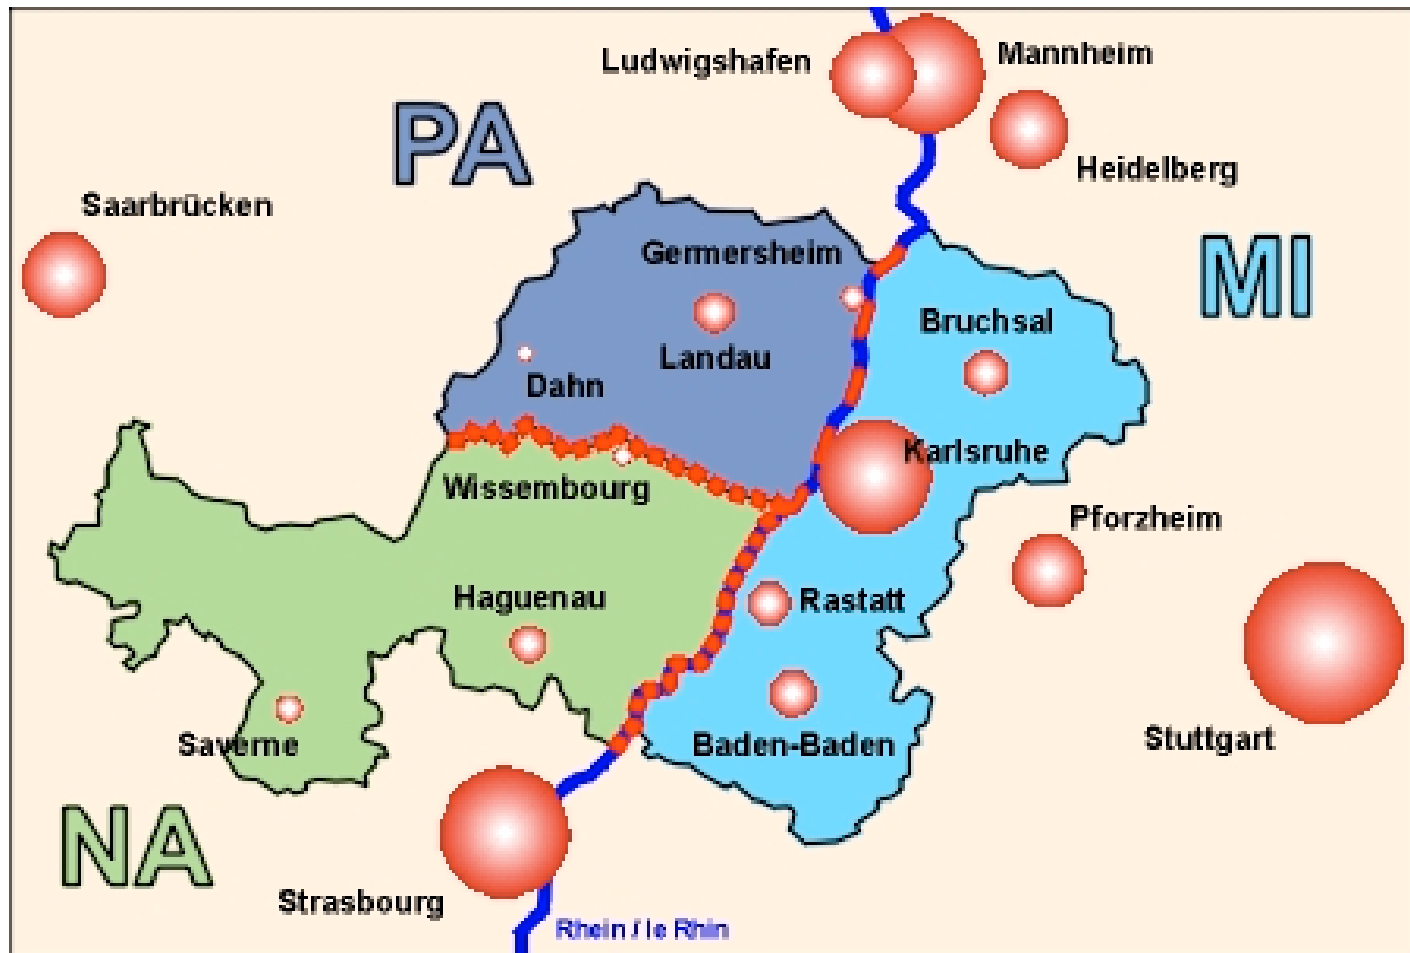 Ludwigshafen
Mannheim
PA
Heidelberg
Saarbrücken
Germersheim
MI
Bruchsal
Landau
Dahn
Karlsruhe
Wissembourg
Pforzheim
Haguenau
Rastatt
Saverne
Baden-Baden
Stuttgart
NA
Strasbourg
Rhein / le Rhin